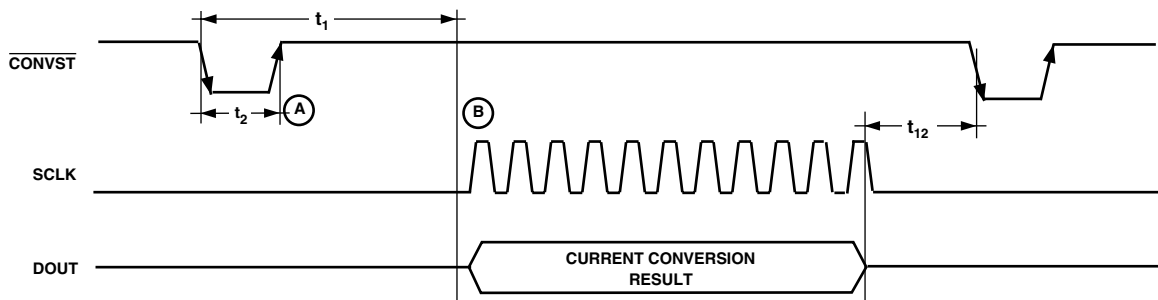 t1
CONVST
t2
A
B
t12
SCLK
DOUT
CURRENT CONVERSION
RESULT